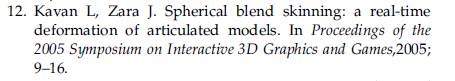 12. Kavan L, Zara J. Spherical blend skinning: a real-time
deformation of articulated models. In Proceedings of the
2005 Symposium on Interactive 3D Graphics and Games,2005;
9–16.